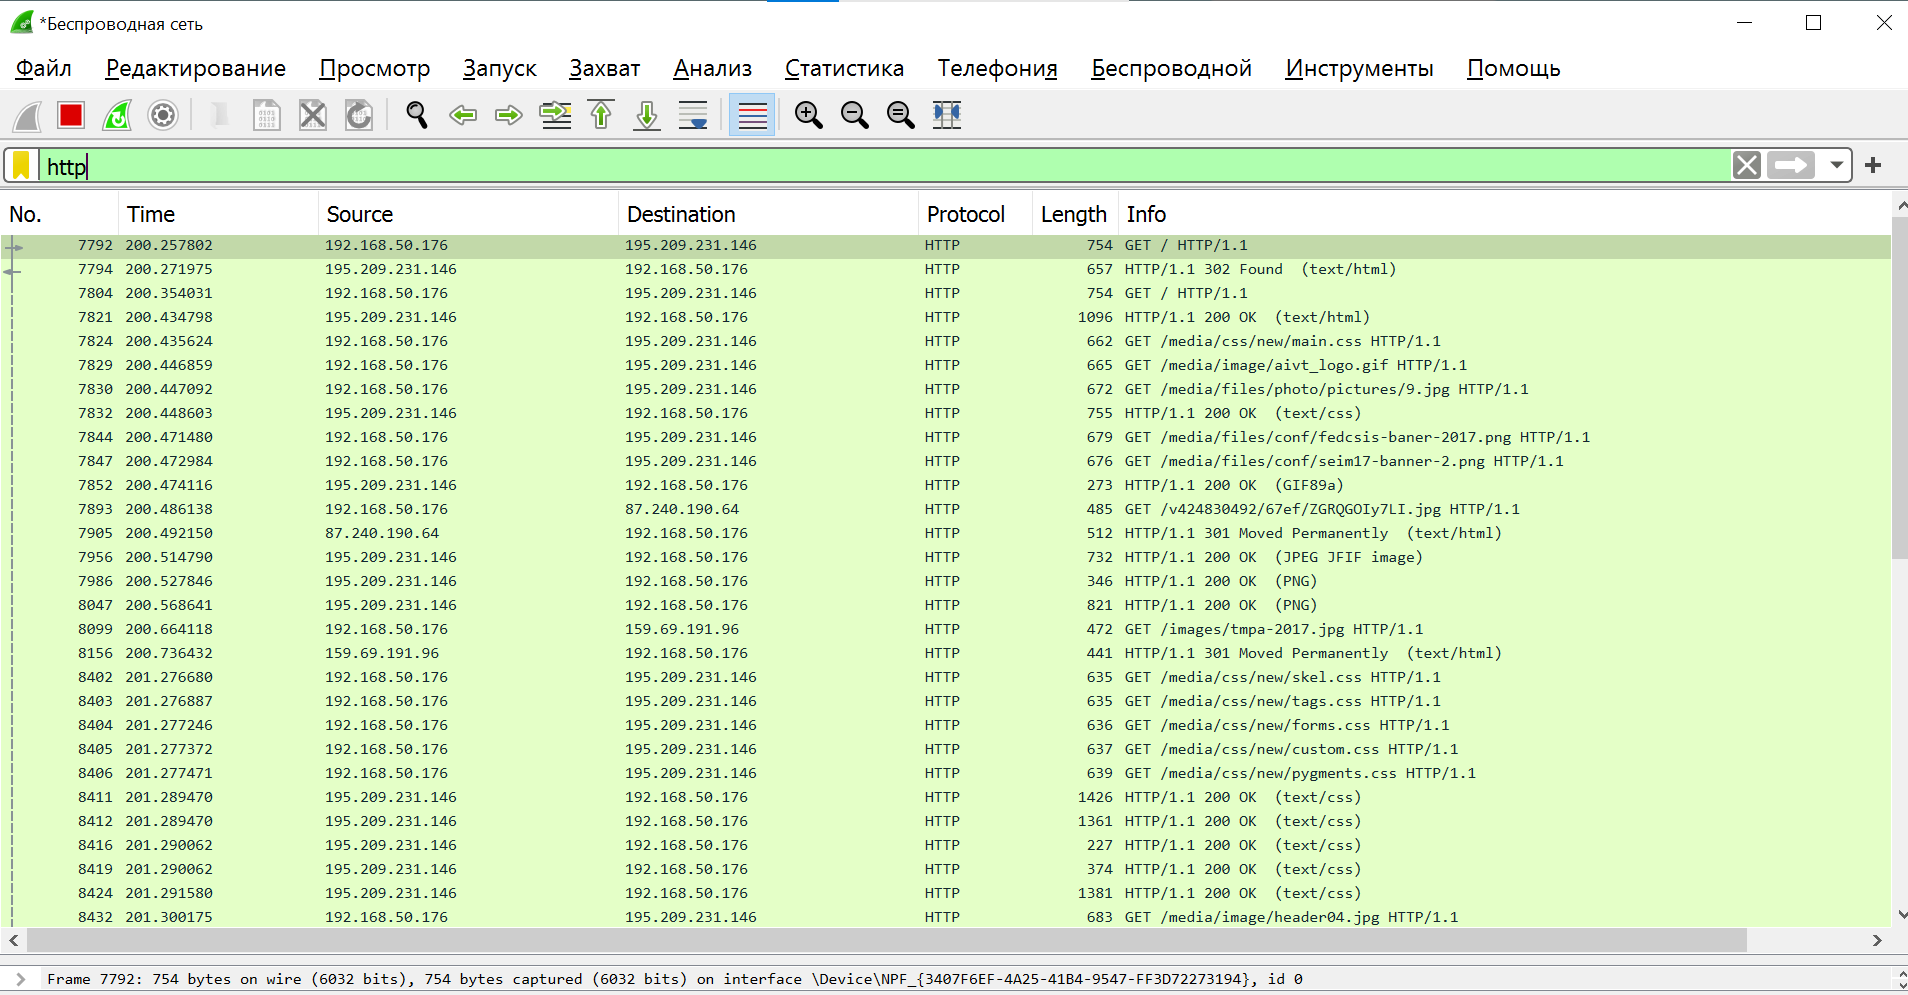 *Беспроводная сеть
Файл Редактирование Просмотр Запуск Захват Анализ Статистика Телефония Беспроводной Инструменты Помощь
http
No. Time Source Destination Protocol Length Info
7792 200.257802 192.168.50.176 195.209.231.146 HTTP 754 GET / HTTP/1.1
7794 200.271975 195.209.231.146 192.168.50.176 HTTP 657 HTTP/1.1 302 Found (text/html)
7804 200.354031 192.168.50.176 195.209.231.146 HTTP 754 GET / HTTP/1.1
7821 200.434798 195.209.231.146 192.168.50.176 HTTP 1096 HTTP/1.1 200 OK (text/html)
7824 200.435624 192.168.50.176 195.209.231.146 HTTP 662 GET /media/css/new/main.css HTTP/1.1
7829 200.446859 192.168.50.176 195.209.231.146 HTTP 665 GET /media/image/aivt_logo.gif HTTP/1.1
7830 200.447092 192.168.50.176 195.209.231.146 HTTP 672 GET /media/files/photo/pictures/9.jpg HTTP/1.1
7832 200.448603 195.209.231.146 192.168.50.176 HTTP 755 HTTP/1.1 200 OK (text/css)
7844 200.471480 192.168.50.176 195.209.231.146 HTTP 679 GET /media/files/conf/fedcsis-baner-2017.png HTTP/1.1
7847 200.472984 192.168.50.176 195.209.231.146 HTTP 676 GET /media/files/conf/seim17-banner-2.png HTTP/1.1
7852 200.474116 195.209.231.146 192.168.50.176 HTTP 273 HTTP/1.1 200 OK (GIF89a)
7893 200.486138 192.168.50.176 87.240.190.64 HTTP 485 GET /v424830492/67ef/ZGRQGOIy7LI.jpg HTTP/1.1
7905 200.492150 87.240.190.64 192.168.50.176 HTTP 512 HTTP/1.1 301 Moved Permanently (text/html)
7956 200.514790 195.209.231.146 192.168.50.176 HTTP 732 HTTP/1.1 200 OK (JPEG JFIF image)
7986 200.527846 195.209.231.146 192.168.50.176 HTTP 346 HTTP/1.1 200 OK (PNG)
8047 200.568641 195.209.231.146 192.168.50.176 HTTP 821 HTTP/1.1 200 OK (PNG)
8099 200.664118 192.168.50.176 159.69.191.96 HTTP 472 GET /images/tmpa-2017.jpg HTTP/1.1
8156 200.736432 159.69.191.96 192.168.50.176 HTTP 441 HTTP/1.1 301 Moved Permanently (text/html)
8402 201.276680 192.168.50.176 195.209.231.146 HTTP 635 GET /media/css/new/skel.css HTTP/1.1
8403 201.276887 192.168.50.176 195.209.231.146 HTTP 635 GET /media/css/new/tags.css HTTP/1.1
8404 201.277246 192.168.50.176 195.209.231.146 HTTP 636 GET /media/css/new/forms.css HTTP/1.1
8405 201.277372 192.168.50.176 195.209.231.146 HTTP 637 GET /media/css/new/custom.css HTTP/1.1
8406 201.277471 192.168.50.176 195.209.231.146 HTTP 639 GET /media/css/new/pygments.css HTTP/1.1
8411 201.289470 195.209.231.146 192.168.50.176 HTTP 1426 HTTP/1.1 200 OK (text/css)
8412 201.289470 195.209.231.146 192.168.50.176 HTTP 1361 HTTP/1.1 200 OK (text/css)
8416 201.290062 195.209.231.146 192.168.50.176 HTTP 227 HTTP/1.1 200 OK (text/css)
8419 201.290062 195.209.231.146 192.168.50.176 HTTP 374 HTTP/1.1 200 OK (text/css)
8424 201.291580 195.209.231.146 192.168.50.176 HTTP 1381 HTTP/1.1 200 OK (text/css)
8432 201.300175 192.168.50.176 195.209.231.146 HTTP 683 GET /media/image/header04.jpg HTTP/1.1
Frame 7792: 754 bytes on wire (6032 bits), 754 bytes captured (6032 bits) on interface \Device\NPF_{3407F6EF-4A25-41B4-9547-FF3D72273194}, id 0